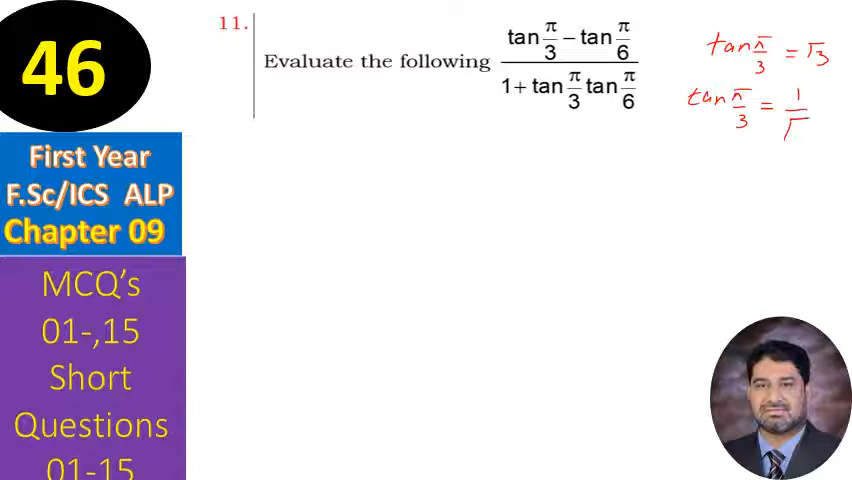 46
First Year
F.Sc/ICS ALP
Chapter 09
MCQ's
01-,15
Short
Questions
01-15
11.
Evaluate the following (tan π/3 − tan π/6) / (1 + tan π/3 tan π/6)
tan π/3 = √3
tan π/3 = 1/√